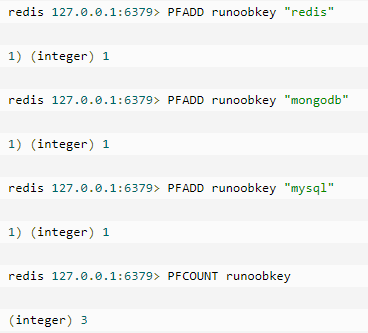 redis 127.0.0.1:6379> PFADD runoobkey "redis"
1) (integer) 1
redis 127.0.0.1:6379> PFADD runoobkey "mongodb"
1) (integer) 1
redis 127.0.0.1:6379> PFADD runoobkey "mysql"
1) (integer) 1
redis 127.0.0.1:6379> PFCOUNT runoobkey
(integer) 3